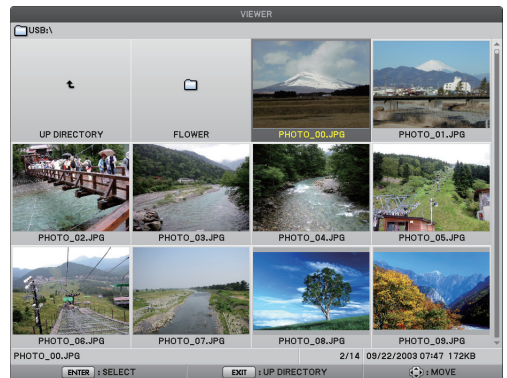 VIEWER
USB:\
UP DIRECTORY FLOWER PHOTO_00.JPG PHOTO_01.JPG
PHOTO_02.JPG PHOTO_03.JPG PHOTO_04.JPG PHOTO_05.JPG
PHOTO_06.JPG PHOTO_07.JPG PHOTO_08.JPG PHOTO_09.JPG
PHOTO_00.JPG 2/14 09/22/2003 07:47 172KB
ENTER : SELECT EXIT : UP DIRECTORY : MOVE